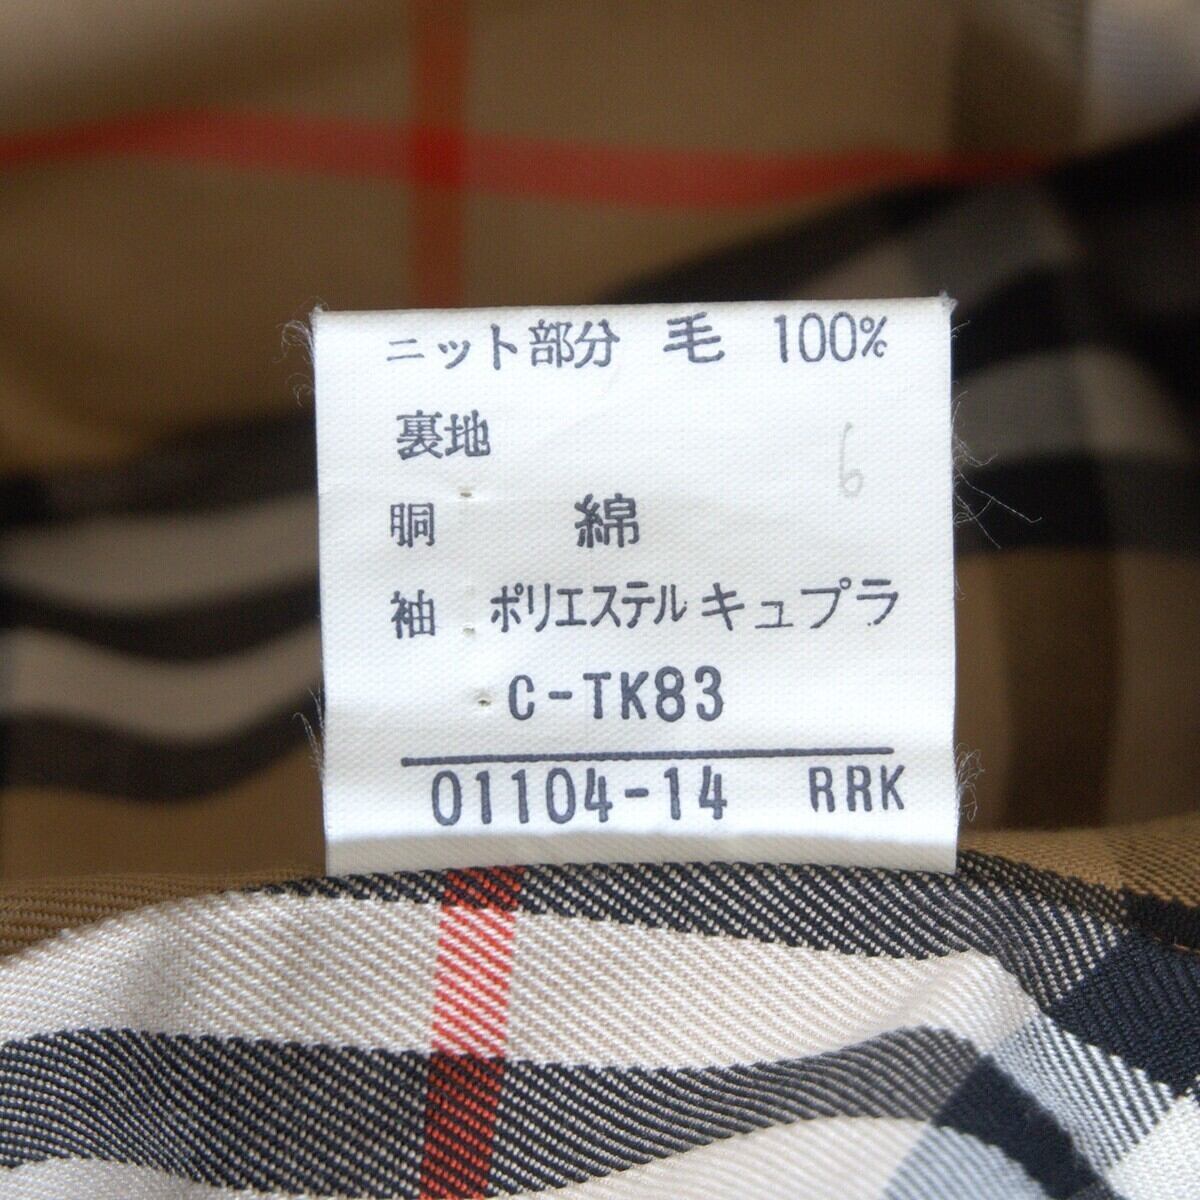 ニット部分 毛 100%
裏地
6
胴 綿
袖 ポリエステル キュプラ
C-TK83
01104-14 RRK